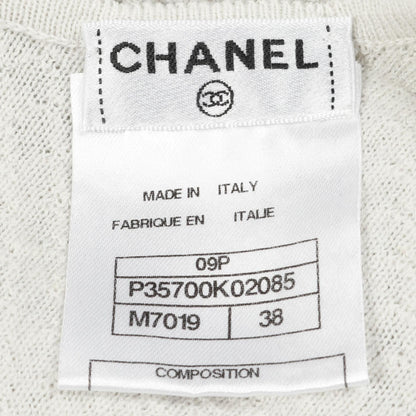 CHANEL
MADE IN ITALY
FABRIQUE EN ITALIE
09P
P35700K02085
M7019 38
COMPOSITION